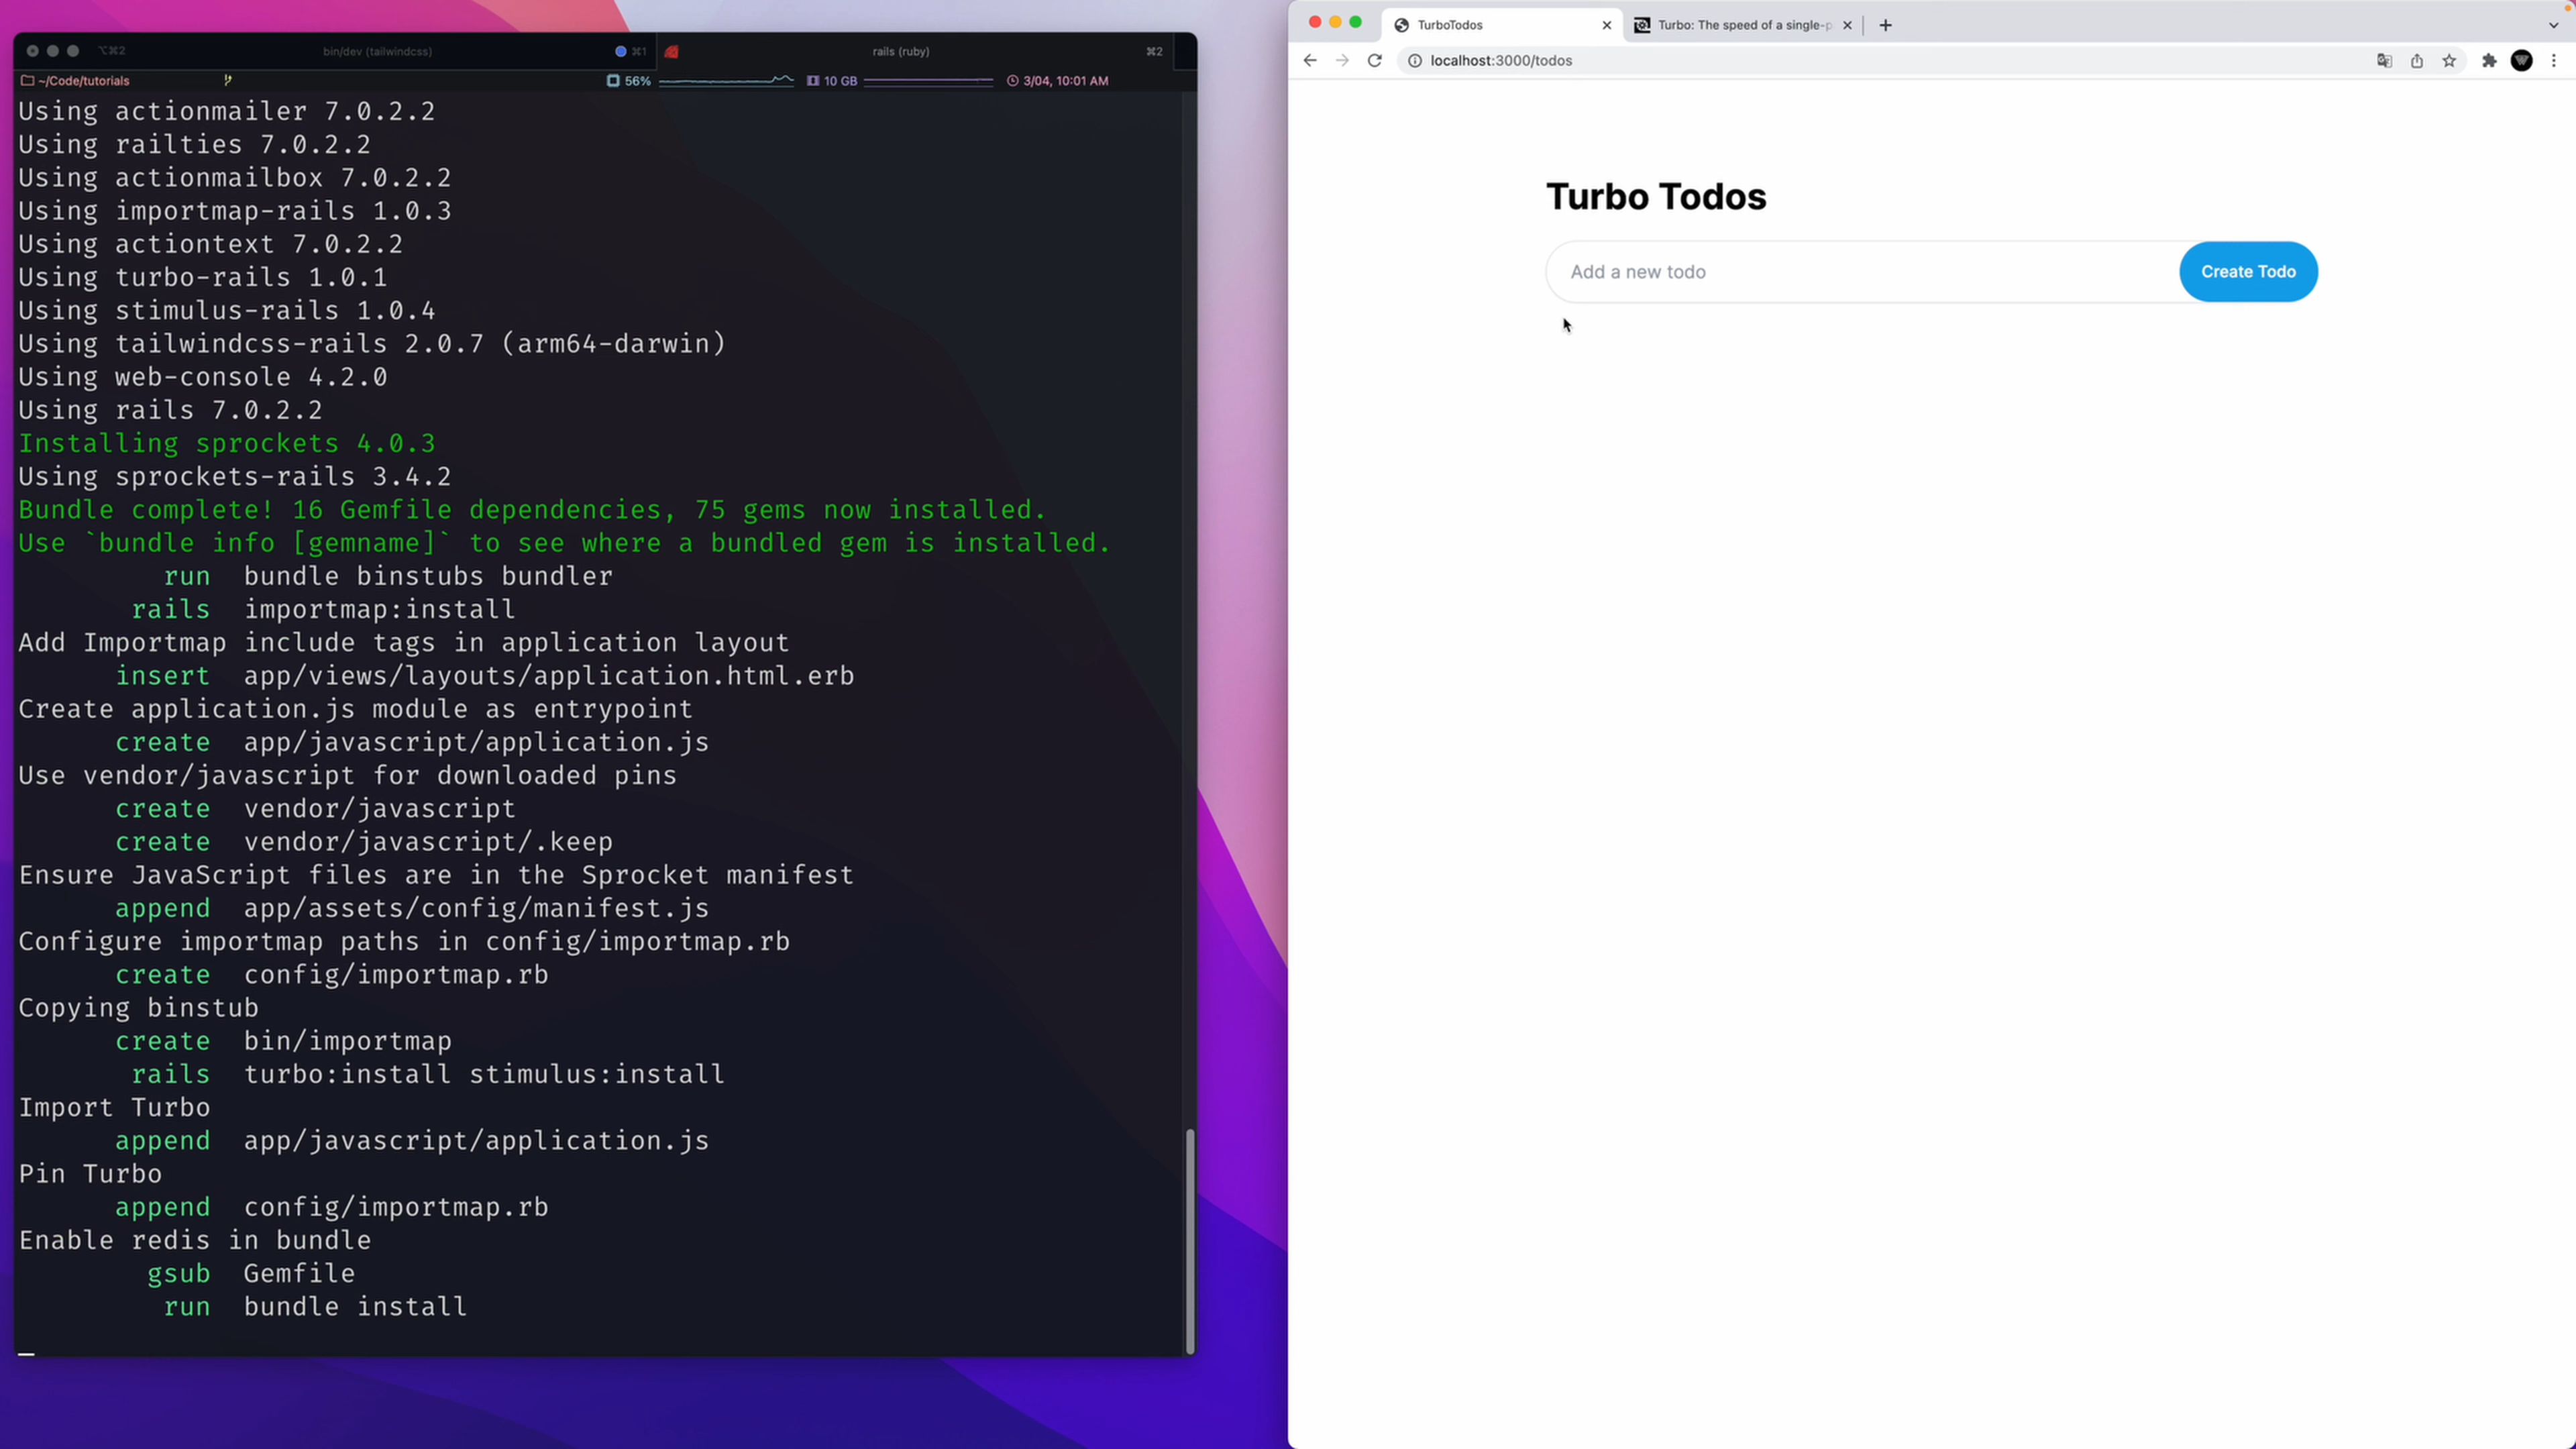 ⌥⌘2
bin/dev (tailwindcss)
⌘1
rails (ruby)
⌘2
~/Code/tutorials
56%
10 GB
3/04, 10:01 AM
Using actionmailer 7.0.2.2
Using railties 7.0.2.2
Using actionmailbox 7.0.2.2
Using importmap-rails 1.0.3
Using actiontext 7.0.2.2
Using turbo-rails 1.0.1
Using stimulus-rails 1.0.4
Using tailwindcss-rails 2.0.7 (arm64-darwin)
Using web-console 4.2.0
Using rails 7.0.2.2
Installing sprockets 4.0.3
Using sprockets-rails 3.4.2
Bundle complete! 16 Gemfile dependencies, 75 gems now installed.
Use `bundle info [gemname]` to see where a bundled gem is installed.
run bundle binstubs bundler
rails importmap:install
Add Importmap include tags in application layout
insert app/views/layouts/application.html.erb
Create application.js module as entrypoint
create app/javascript/application.js
Use vendor/javascript for downloaded pins
create vendor/javascript
create vendor/javascript/.keep
Ensure JavaScript files are in the Sprocket manifest
append app/assets/config/manifest.js
Configure importmap paths in config/importmap.rb
create config/importmap.rb
Copying binstub
create bin/importmap
rails turbo:install stimulus:install
Import Turbo
append app/javascript/application.js
Pin Turbo
append config/importmap.rb
Enable redis in bundle
gsub Gemfile
run bundle install
TurboTodos
Turbo: The speed of a single-p
localhost:3000/todos
Turbo Todos
Add a new todo
Create Todo